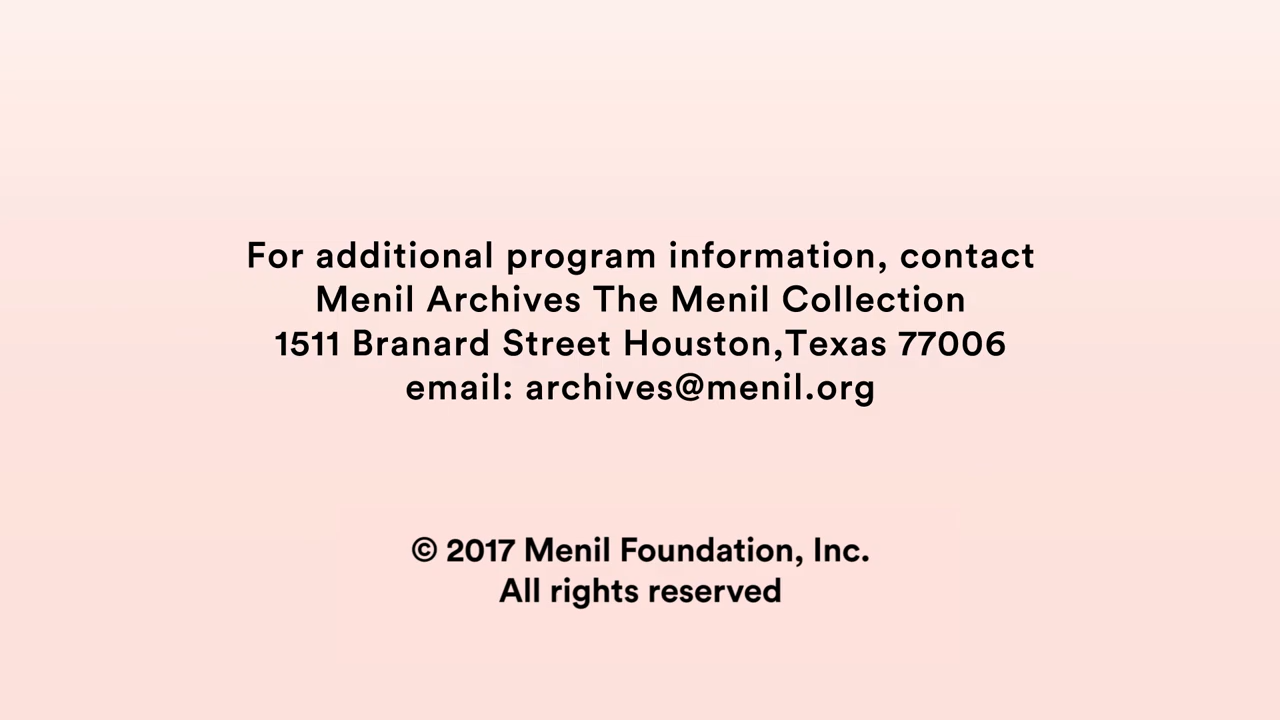 For additional program information, contact
Menil Archives The Menil Collection
1511 Branard Street Houston,Texas 77006
email: archives@menil.org
© 2017 Menil Foundation, Inc.
All rights reserved